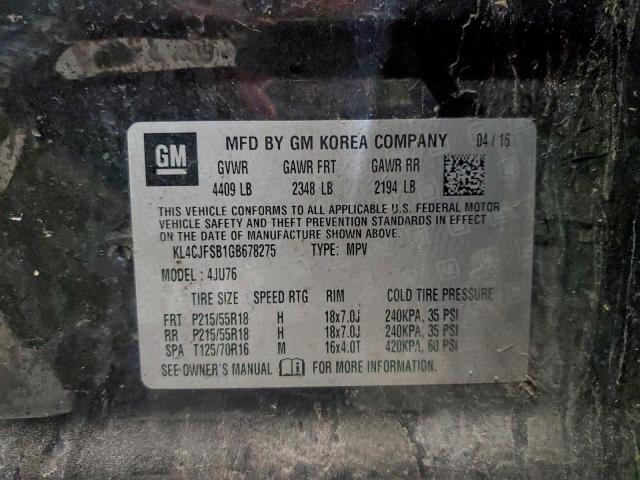 GM MFD BY GM KOREA COMPANY 04/16
GVWR GAWR FRT GAWR RR
4409 LB 2348 LB 2194 LB
THIS VEHICLE CONFORMS TO ALL APPLICABLE U.S. FEDERAL MOTOR
VEHICLE SAFETY AND THEFT PREVENTION STANDARDS IN EFFECT
ON THE DATE OF MANUFACTURE SHOWN ABOVE.
KL4CJFSB1GB678275 TYPE: MPV
MODEL: 4JU76
TIRE SIZE SPEED RTG RIM COLD TIRE PRESSURE
FRT P215/55R18 H 18x7.0J 240KPA, 35 PSI
RR P215/55R18 H 18x7.0J 240KPA, 35 PSI
SPA T125/70R16 M 16x4.0T 420KPA, 60 PSI
SEE OWNER'S MANUAL FOR MORE INFORMATION.